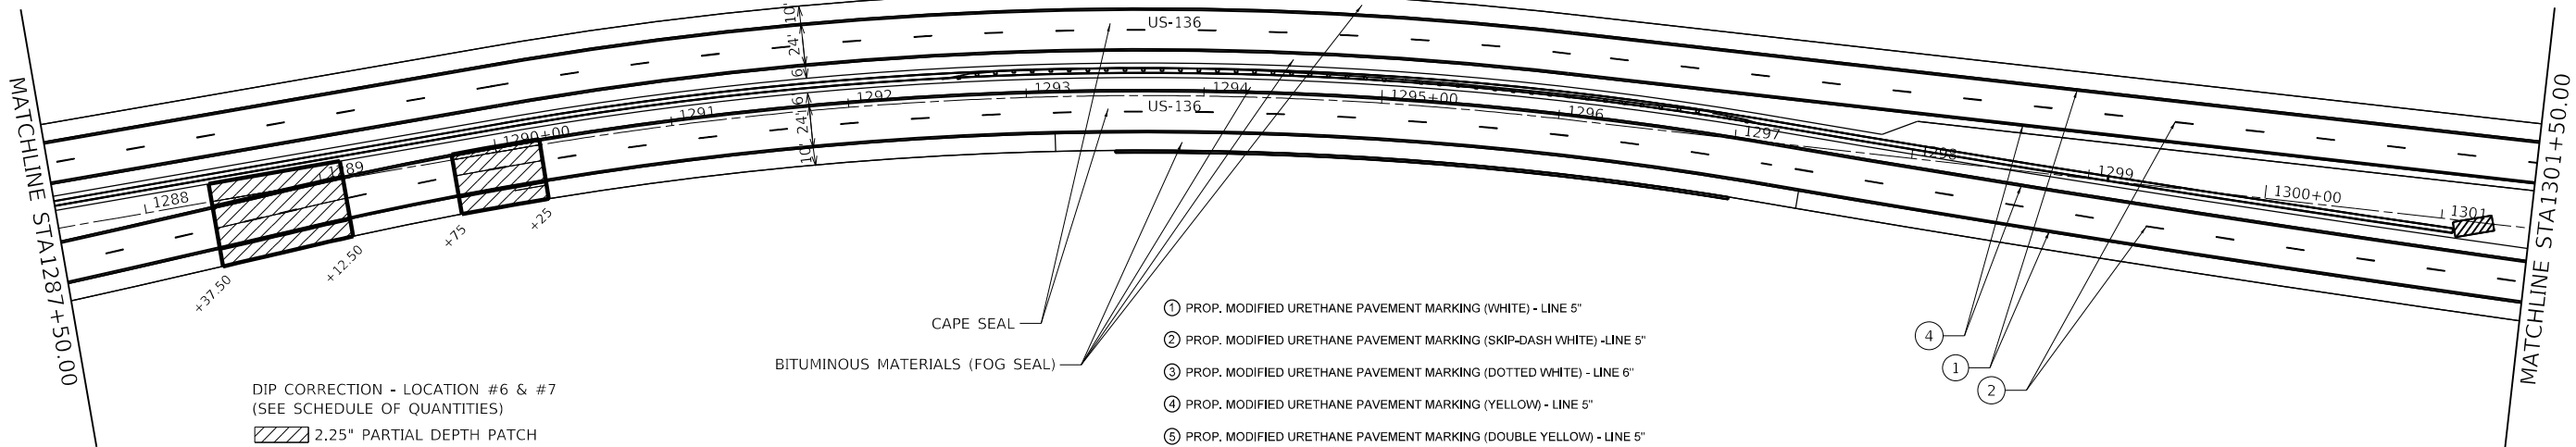 US-136
10'
24'
6'
6'
24'
10'
MATCHLINE STA1287+50.00
MATCHLINE STA1301+50.00
1288
1289
1290+00
1291
1292
1293
1294
1295+00
1296
1297
1298
1299
1300+00
1301
US-136
+37.50
+12.50
+75
+25
CAPE SEAL
BITUMINOUS MATERIALS (FOG SEAL)
DIP CORRECTION - LOCATION #6 & #7
(SEE SCHEDULE OF QUANTITIES)
2.25" PARTIAL DEPTH PATCH
1 PROP. MODIFIED URETHANE PAVEMENT MARKING (WHITE) - LINE 5"
2 PROP. MODIFIED URETHANE PAVEMENT MARKING (SKIP-DASH WHITE) -LINE 5"
3 PROP. MODIFIED URETHANE PAVEMENT MARKING (DOTTED WHITE) - LINE 6"
4 PROP. MODIFIED URETHANE PAVEMENT MARKING (YELLOW) - LINE 5"
5 PROP. MODIFIED URETHANE PAVEMENT MARKING (DOUBLE YELLOW) - LINE 5"
4
1
2